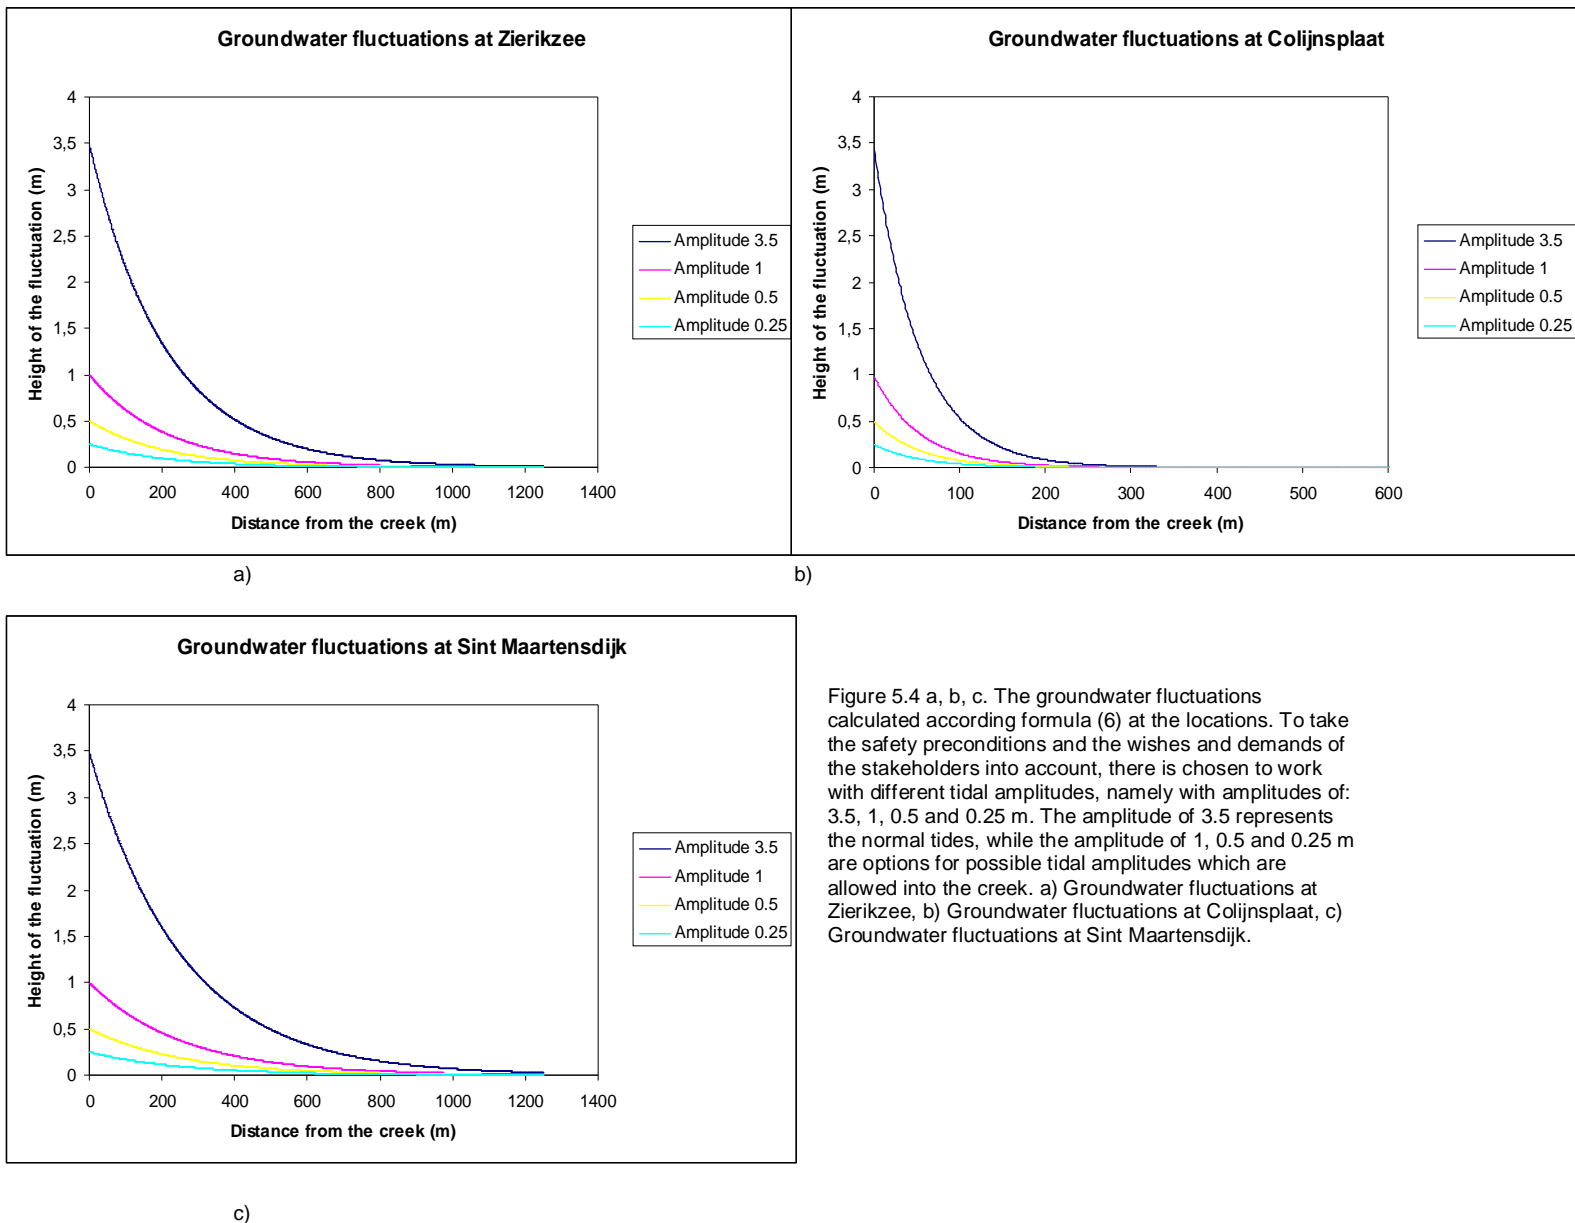 Groundwater fluctuations at Zierikzee
4
3,5
3
2,5
2
1,5
1
0,5
0
Height of the fluctuation (m)
0 200 400 600 800 1000 1200 1400
Distance from the creek (m)
Amplitude 3.5
Amplitude 1
Amplitude 0.5
Amplitude 0.25
a)
Groundwater fluctuations at Colijnsplaat
4
3,5
3
2,5
2
1,5
1
0,5
0
Height of the fluctuation (m)
0 100 200 300 400 500 600
Distance from the creek (m)
Amplitude 3.5
Amplitude 1
Amplitude 0.5
Amplitude 0.25
b)
Groundwater fluctuations at Sint Maartensdijk
4
3,5
3
2,5
2
1,5
1
0,5
0
Height of the fluctuation (m)
0 200 400 600 800 1000 1200 1400
Distance from the creek (m)
Amplitude 3.5
Amplitude 1
Amplitude 0.5
Amplitude 0.25
c)
Figure 5.4 a, b, c. The groundwater fluctuations
calculated according formula (6) at the locations. To take
the safety preconditions and the wishes and demands of
the stakeholders into account, there is chosen to work
with different tidal amplitudes, namely with amplitudes of:
3.5, 1, 0.5 and 0.25 m. The amplitude of 3.5 represents
the normal tides, while the amplitude of 1, 0.5 and 0.25 m
are options for possible tidal amplitudes which are
allowed into the creek. a) Groundwater fluctuations at
Zierikzee, b) Groundwater fluctuations at Colijnsplaat, c)
Groundwater fluctuations at Sint Maartensdijk.